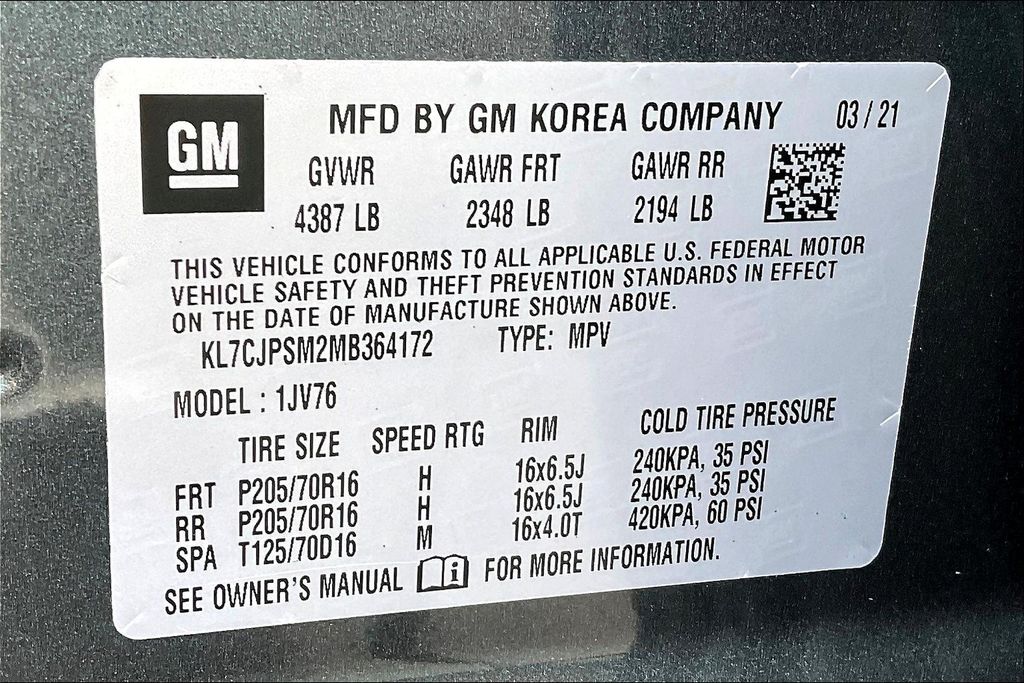 GM
MFD BY GM KOREA COMPANY 03/21
GVWR GAWR FRT GAWR RR
4387 LB 2348 LB 2194 LB
THIS VEHICLE CONFORMS TO ALL APPLICABLE U.S. FEDERAL MOTOR
VEHICLE SAFETY AND THEFT PREVENTION STANDARDS IN EFFECT
ON THE DATE OF MANUFACTURE SHOWN ABOVE.
KL7CJPSM2MB364172 TYPE: MPV
MODEL : 1JV76
TIRE SIZE SPEED RTG RIM COLD TIRE PRESSURE
FRT P205/70R16 H 16x6.5J 240KPA, 35 PSI
RR P205/70R16 H 16x6.5J 240KPA, 35 PSI
SPA T125/70D16 M 16x4.0T 420KPA, 60 PSI
SEE OWNER'S MANUAL i FOR MORE INFORMATION.